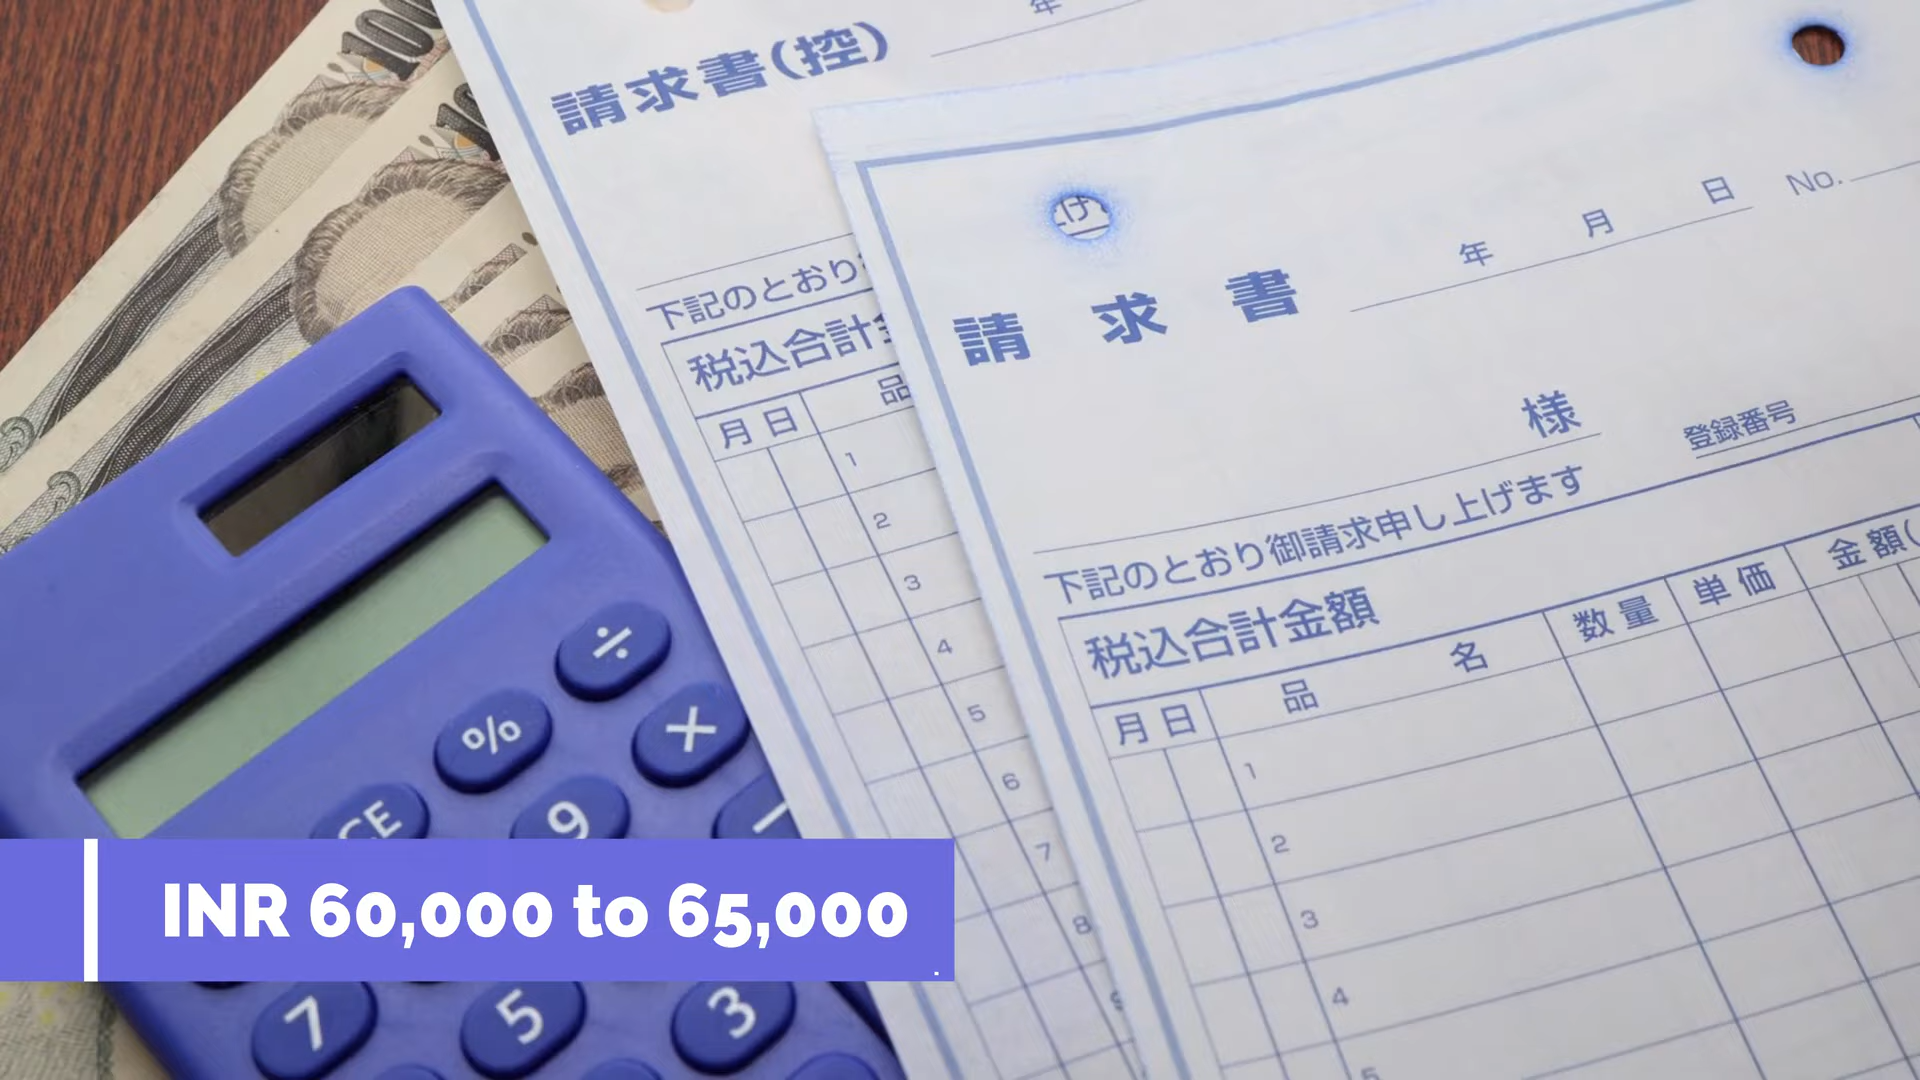 年
請求書(控)
下記のとおり
税込合計
月 日
品
1
2
3
4
5
6
7
8
年 月 日 No.
請求書
様
登録番号
下記のとおり御請求申し上げます
税込合計金額
月 日 品 名 数量 単価 金額(
1
2
3
4
5
÷
% ×
CE 9 −
7 5 3
INR 60,000 to 65,000